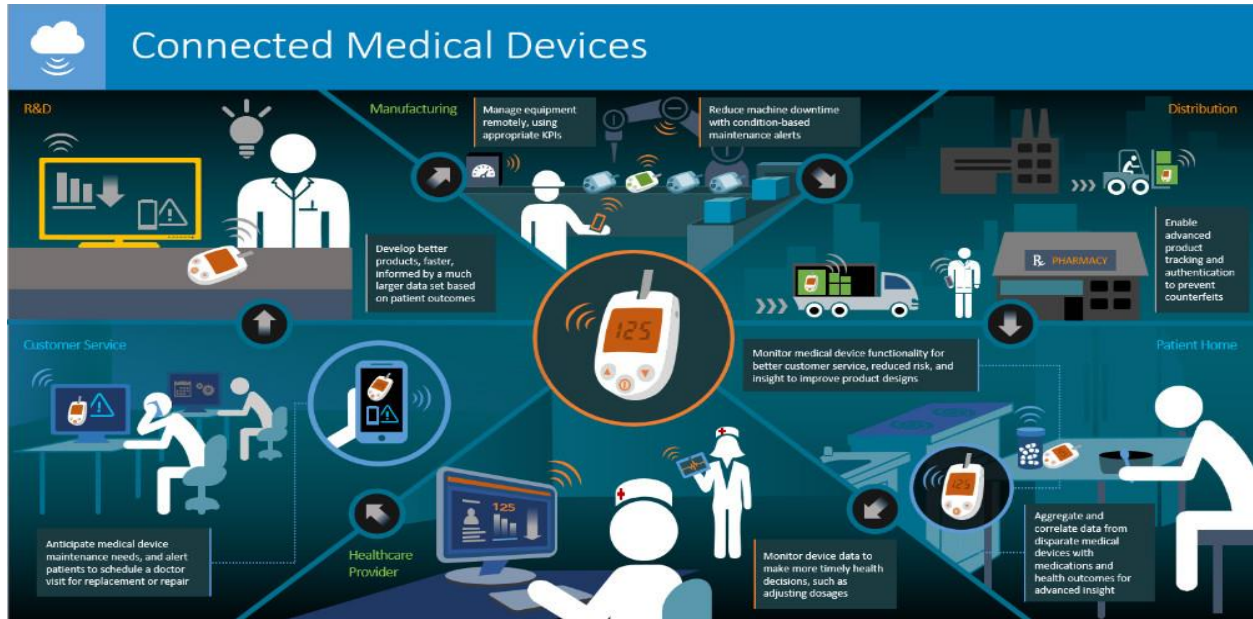 Connected Medical Devices
R&D
Develop better
products, faster,
informed by a much
larger data set based
on patient outcomes
Manufacturing
Manage equipment
remotely, using
appropriate KPIs
Reduce machine downtime
with condition-based
maintenance alerts
Distribution
Rx PHARMACY
Enable
advanced
product
tracking and
authentication
to prevent
counterfeits
125
Customer Service
Anticipate medical device
maintenance needs, and alert
patients to schedule a doctor
visit for replacement or repair
Healthcare
Provider
125
Monitor device data to
make more timely health
decisions, such as
adjusting dosages
Patient Home
Monitor medical device functionality for
better customer service, reduced risk, and
insight to improve product designs
125
Aggregate and
correlate data from
disparate medical
devices with
medications and
health outcomes for
advanced insight